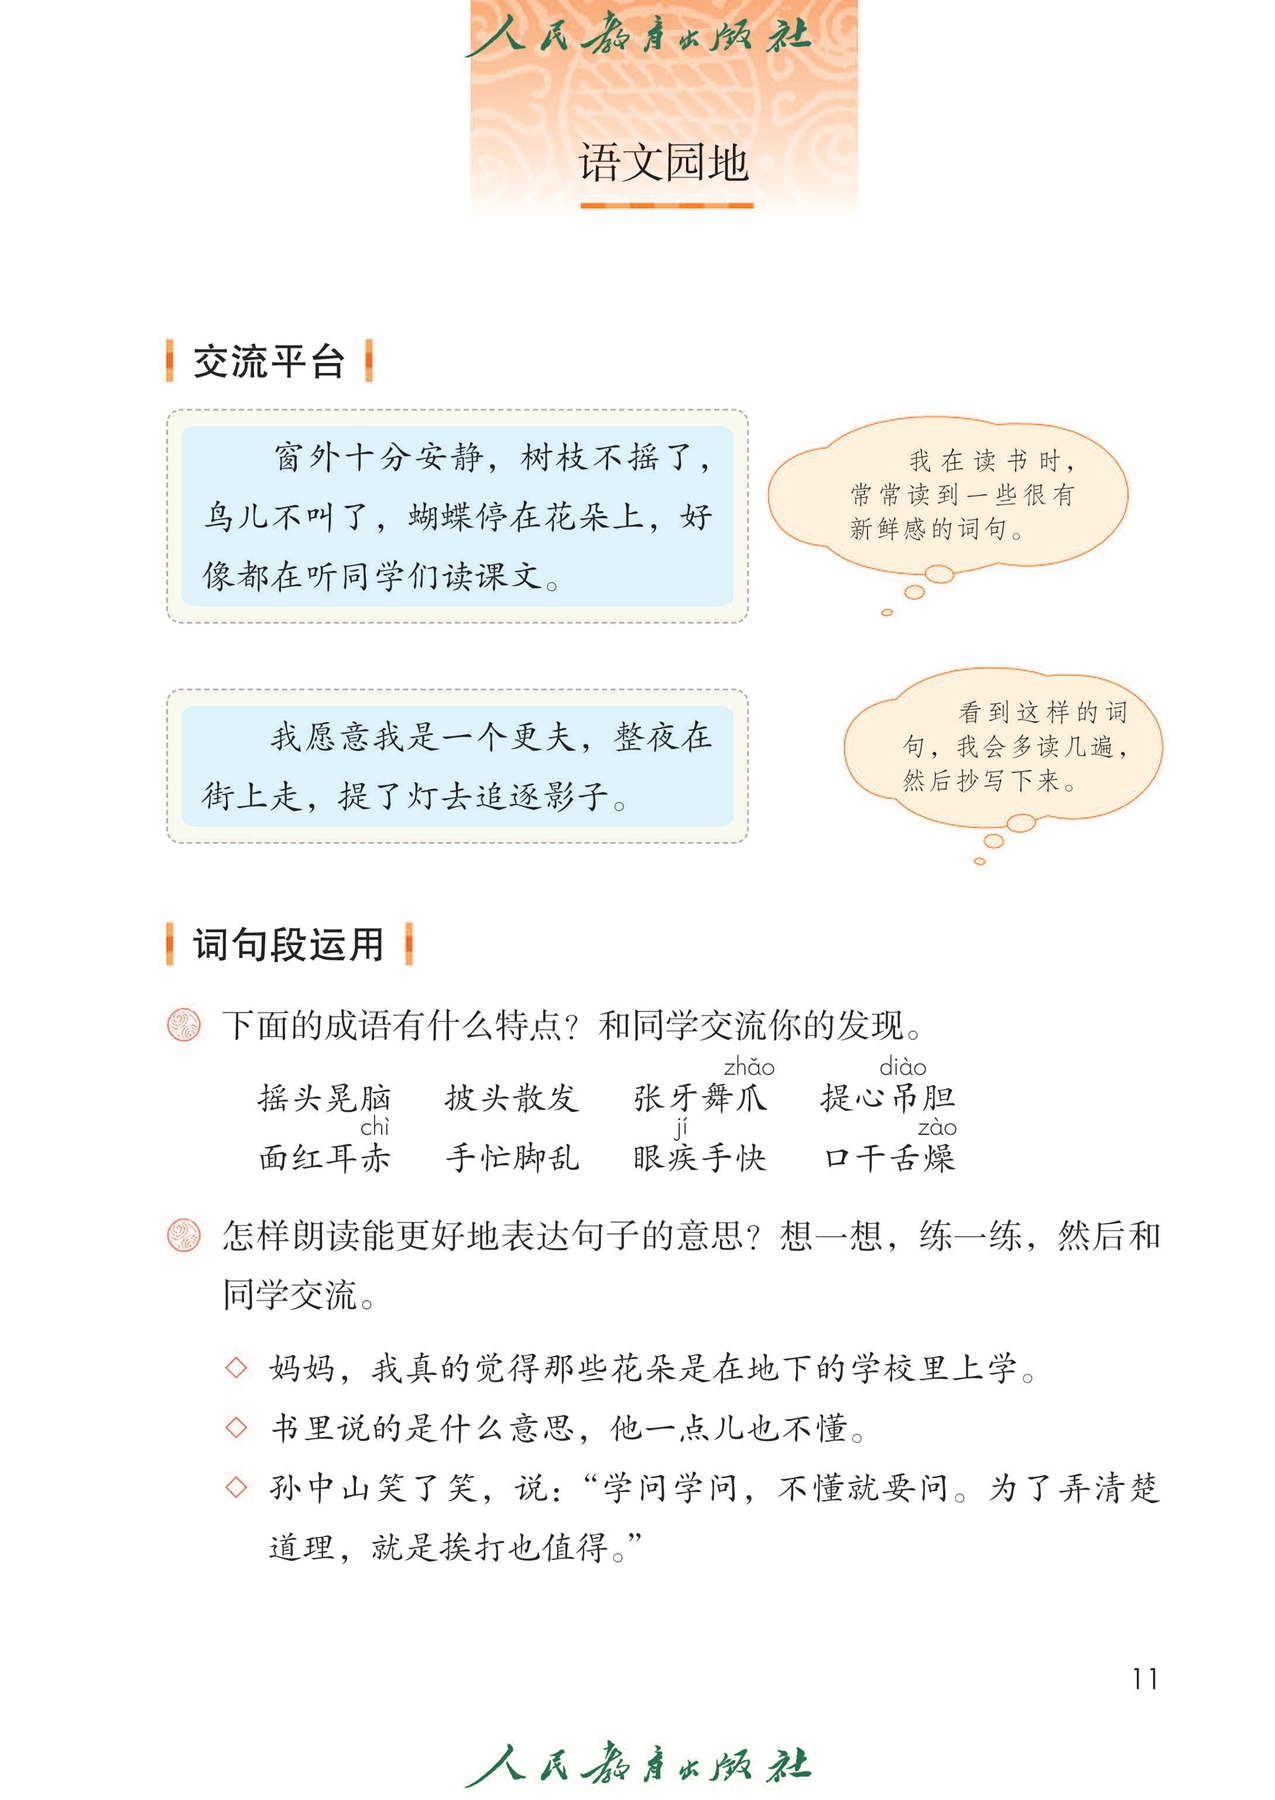 人民教育出版社
语文园地
交流平台
窗外十分安静，树枝不摇了，
鸟儿不叫了，蝴蝶停在花朵上，好
像都在听同学们读课文。
我在读书时，
常常读到一些很有
新鲜感的词句。
我愿意我是一个更夫，整夜在
街上走，提了灯去追逐影子。
看到这样的词
句，我会多读几遍，
然后抄写下来。
词句段运用
下面的成语有什么特点？和同学交流你的发现。
zhǎo diào
摇头晃脑 披头散发 张牙舞爪 提心吊胆
chì jí zào
面红耳赤 手忙脚乱 眼疾手快 口干舌燥
怎样朗读能更好地表达句子的意思？想一想，练一练，然后和
同学交流。
◇ 妈妈，我真的觉得那些花朵是在地下的学校里上学。
◇ 书里说的是什么意思，他一点儿也不懂。
◇ 孙中山笑了笑，说：“学问学问，不懂就要问。为了弄清楚
道理，就是挨打也值得。”
11
人民教育出版社